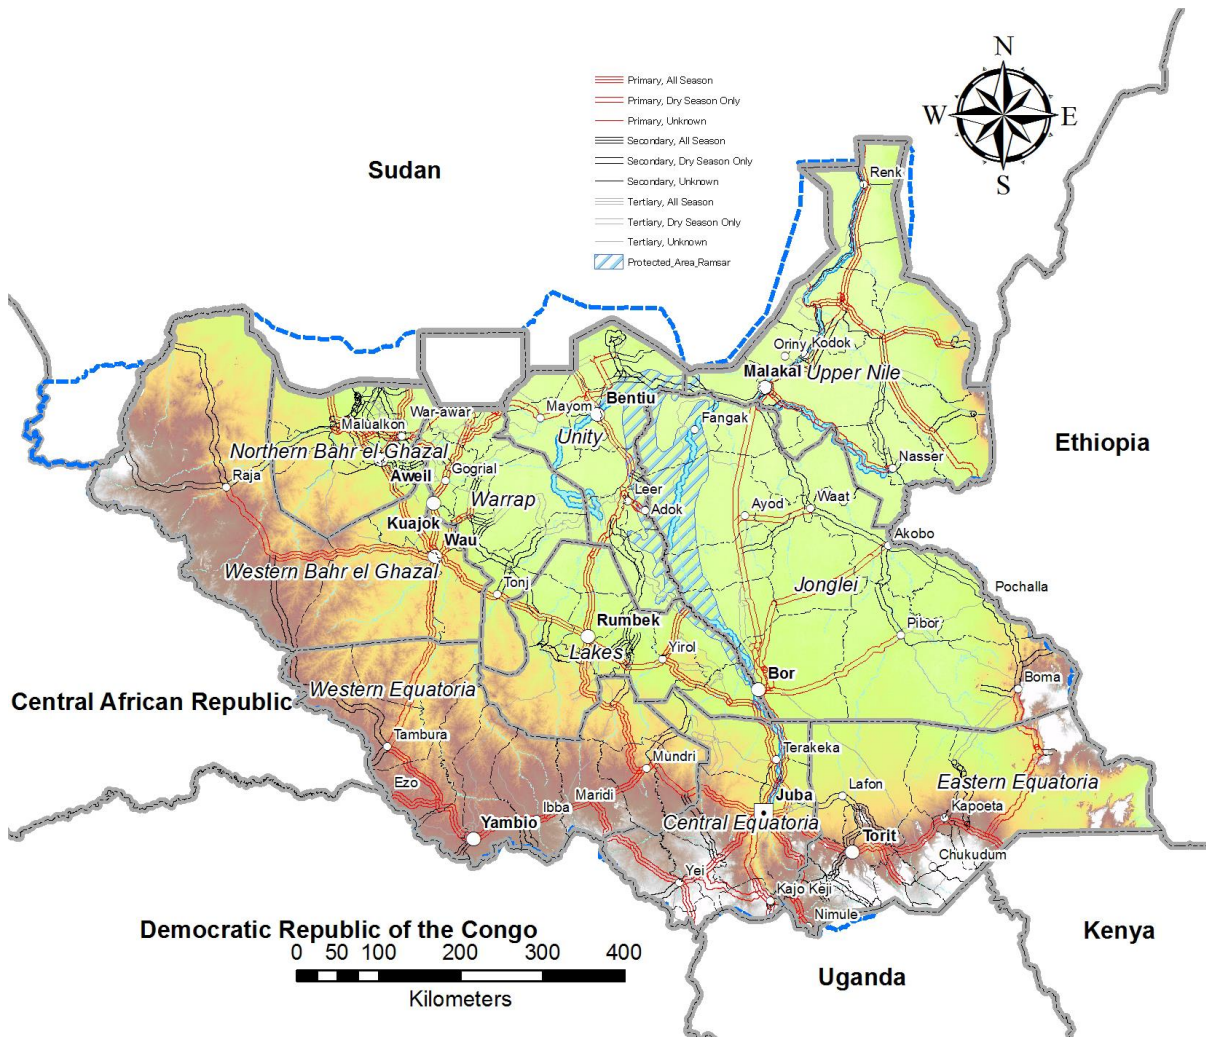 N
Primary, All Season
Primary, Dry Season Only
W E
Primary, Unknown
Secondary, All Season
Secondary, Dry Season Only
Sudan
Renk
Secondary, Unknown
S
Tertiary, All Season
Tertiary, Dry Season Only
Tertiary, Unknown
Protected_Area_Ramsar
Oriny Kodok
Malakal Upper Nile
Bentiu
Mayom
War-awar
Fangak
Malualkon
Unity
Ethiopia
Northern Bahr el Ghazal
Nasser
Raja Aweil Gogrial
Leer
Warrap
Waat
Ayod
Adok
Kuajok
Akobo
Wau
Western Bahr el Ghazal
Tonj
Jonglei
Pochalla
Rumbek
Pibor
Lakes Yirol
Bor
Boma
Western Equatoria
Central African Republic
Tambura
Terakeka
Mundri
Ezo
Lafon Eastern Equatoria
Maridi
Juba
Ibba
Kapoeta
Yambio
Central Equatoria
Torit
Chukudum
Yei
Kajo Keji
Nimule
Democratic Republic of the Congo
Kenya
0 50 100 200 300 400
Uganda
Kilometers